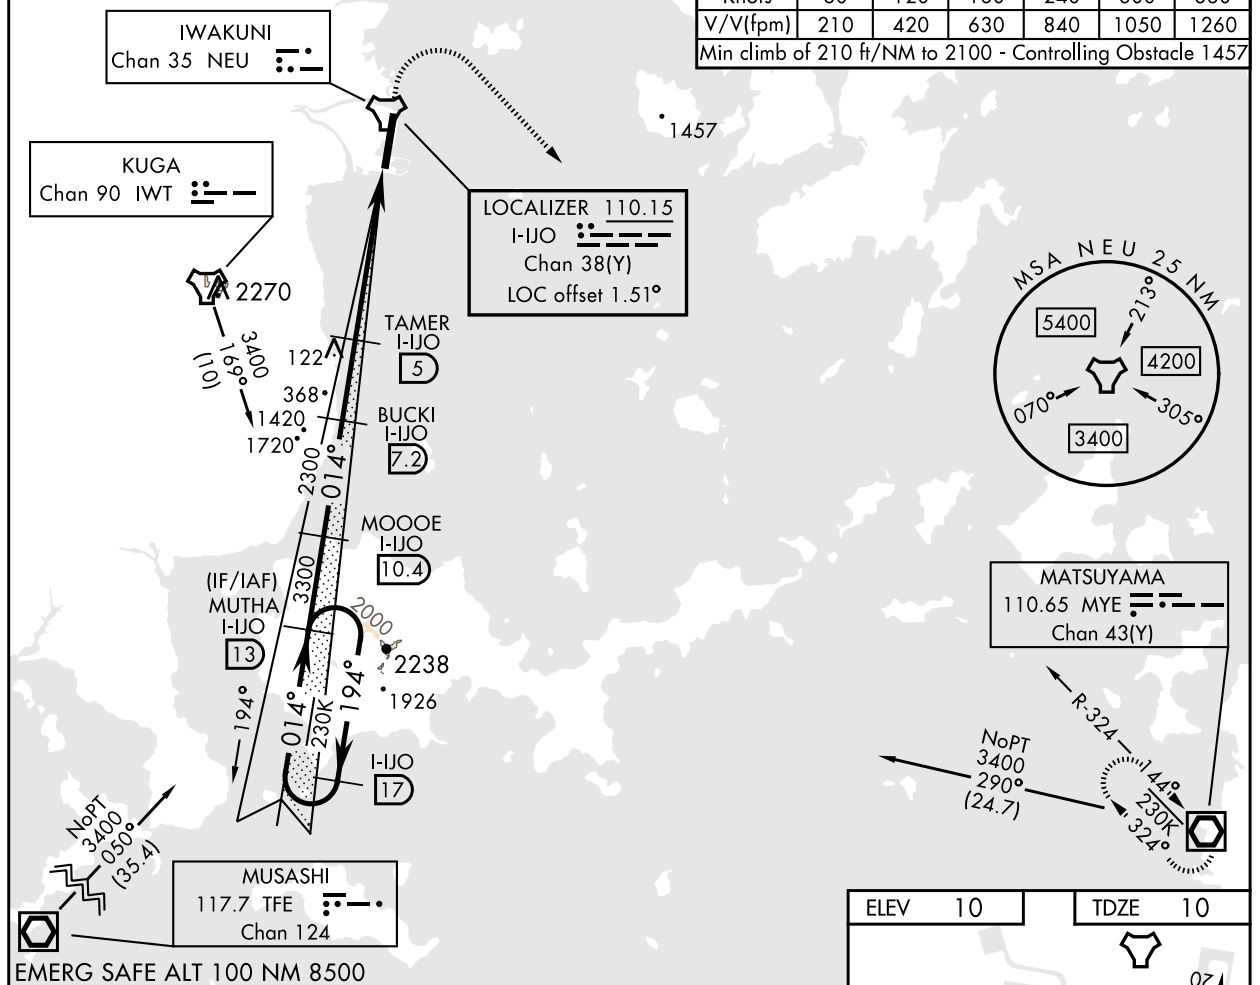 Knots 120 240
V/V(fpm) 210 420 630 840 1050 1260
Min climb of 210 ft/NM to 2100 - Controlling Obstacle 1457
IWAKUNI
Chan 35 NEU
1457
KUGA
Chan 90 IWT
LOCALIZER 110.15
I-IJO
Chan 38(Y)
LOC offset 1.51°
2270
3400
169°
(10)
TAMER
I-IJO
5
122
368
1420
1720
BUCKI
I-IJO
7.2
2300
014°
MOOOE
I-IJO
10.4
3300
(IF/IAF)
MUTHA
I-IJO
13
2000
2238
1926
194°
014°
230K
194°
I-IJO
17
MSA NEU 25 NM
213°
5400
4200
070°
305°
3400
MATSUYAMA
110.65 MYE
Chan 43(Y)
R-324
NoPT
3400
290°
(24.7)
144°
230K
324°
NoPT
3400
050°
(35.4)
MUSASHI
117.7 TFE
Chan 124
EMERG SAFE ALT 100 NM 8500
ELEV 10
TDZE 10
20